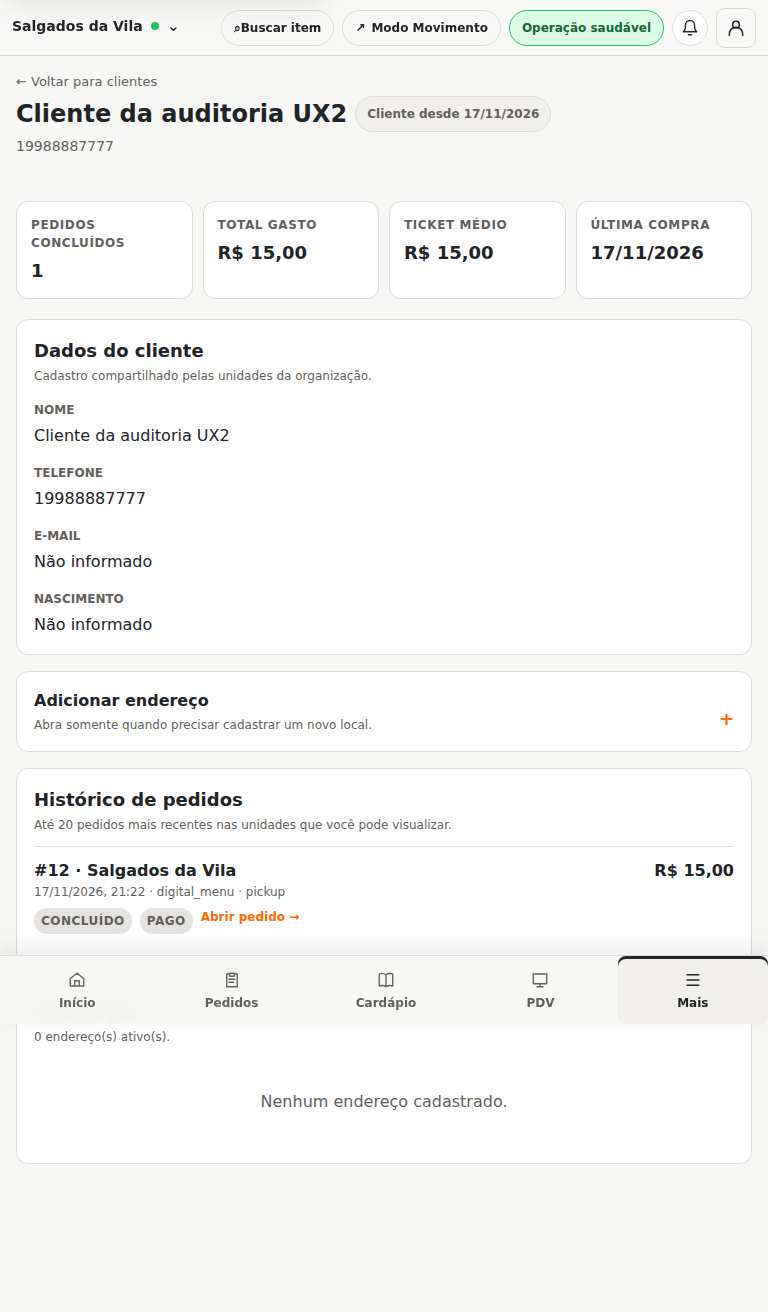 Salgados da Vila
Buscar item
Modo Movimento
Operação saudável
← Voltar para clientes
Cliente da auditoria UX2
Cliente desde 17/11/2026
19988887777
PEDIDOS
CONCLUÍDOS
1
TOTAL GASTO
R$ 15,00
TICKET MÉDIO
R$ 15,00
ÚLTIMA COMPRA
17/11/2026
Dados do cliente
Cadastro compartilhado pelas unidades da organização.
NOME
Cliente da auditoria UX2
TELEFONE
19988887777
E-MAIL
Não informado
NASCIMENTO
Não informado
Adicionar endereço
Abra somente quando precisar cadastrar um novo local.
+
Histórico de pedidos
Até 20 pedidos mais recentes nas unidades que você pode visualizar.
#12 · Salgados da Vila
R$ 15,00
17/11/2026, 21:22 · digital_menu · pickup
CONCLUÍDO
PAGO
Abrir pedido →
Início
Pedidos
Cardápio
PDV
Mais
0 endereço(s) ativo(s).
Nenhum endereço cadastrado.